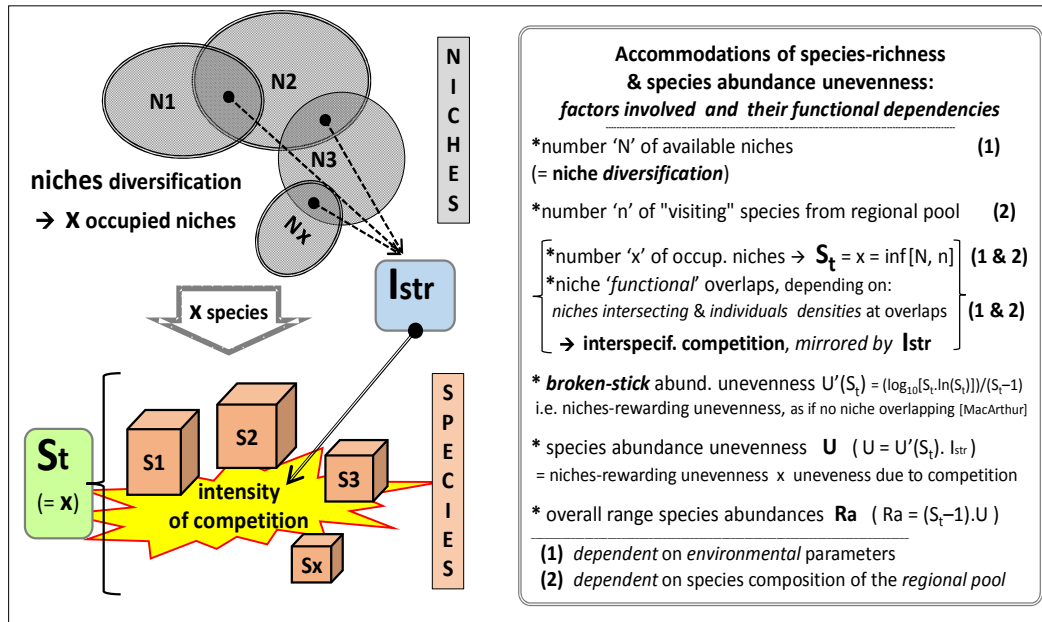 N1
N2
N3
Nx
NICHES
niches diversification
→ x occupied niches
Istr
x species
St
(= x)
S1
S2
S3
Sx
intensity
of competition
SPECIES
Accommodations of species-richness
& species abundance unevenness:
factors involved and their functional dependencies
*number ‘N’ of available niches (1)
(= niche diversification)
*number ‘n’ of "visiting" species from regional pool (2)
*number ‘x’ of occup. niches → St = x = inf [N, n] (1 & 2)
*niche ‘functional’ overlaps, depending on:
niches intersecting & individuals densities at overlaps (1 & 2)
→ interspecif. competition, mirrored by Istr
* broken-stick abund. unevenness U’(St) = (log10[St.ln(St)])/(St–1)
i.e. niches-rewarding unevenness, as if no niche overlapping [MacArthur]
* species abundance unevenness U ( U = U’(St). Istr )
= niches-rewarding unevenness x uneveness due to competition
* overall range species abundances Ra ( Ra = (St–1).U )
(1) dependent on environmental parameters
(2) dependent on species composition of the regional pool